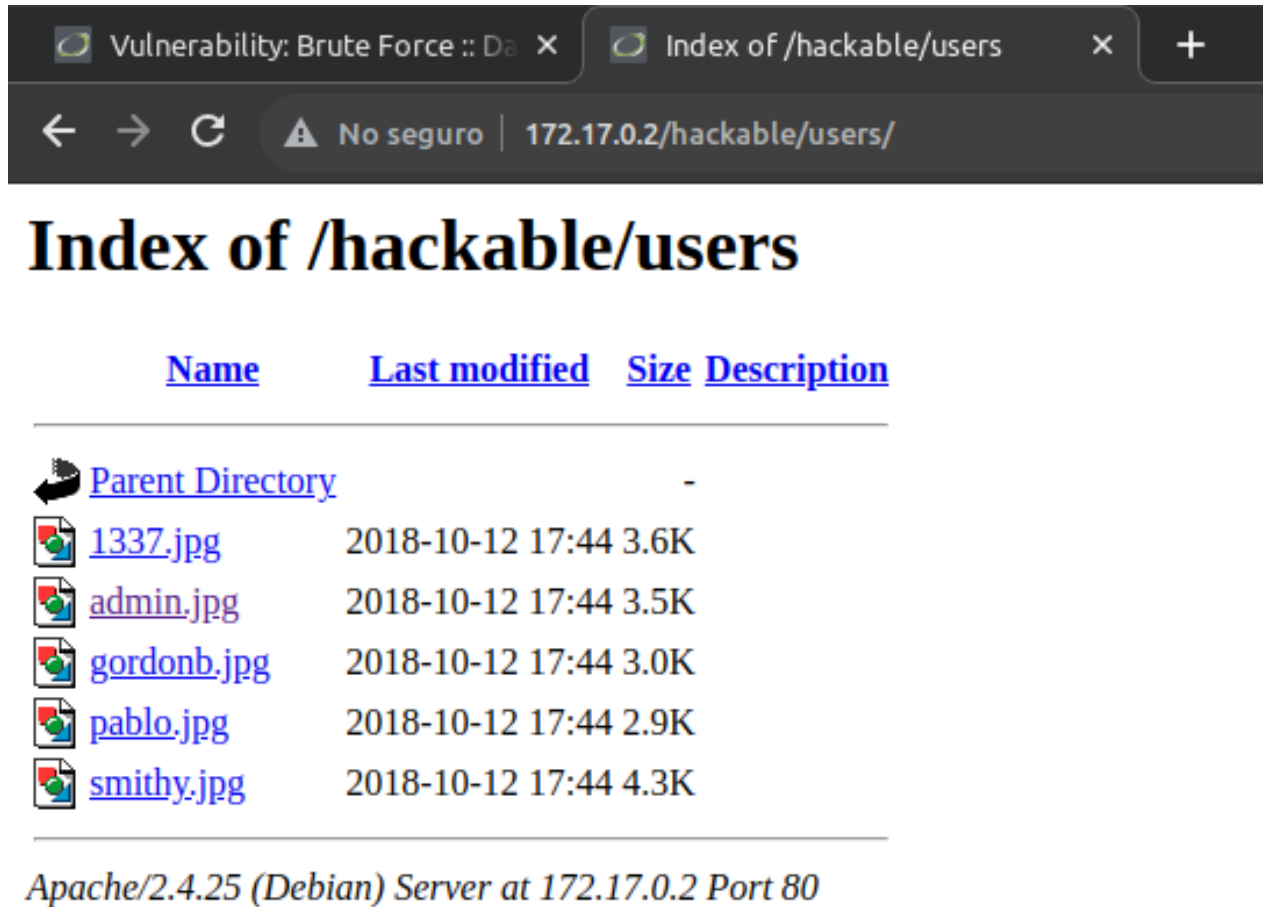 Vulnerability: Brute Force :: Da
Index of /hackable/users
No seguro | 172.17.0.2/hackable/users/
Index of /hackable/users
Name Last modified Size Description
Parent Directory -
1337.jpg 2018-10-12 17:44 3.6K
admin.jpg 2018-10-12 17:44 3.5K
gordonb.jpg 2018-10-12 17:44 3.0K
pablo.jpg 2018-10-12 17:44 2.9K
smithy.jpg 2018-10-12 17:44 4.3K
Apache/2.4.25 (Debian) Server at 172.17.0.2 Port 80